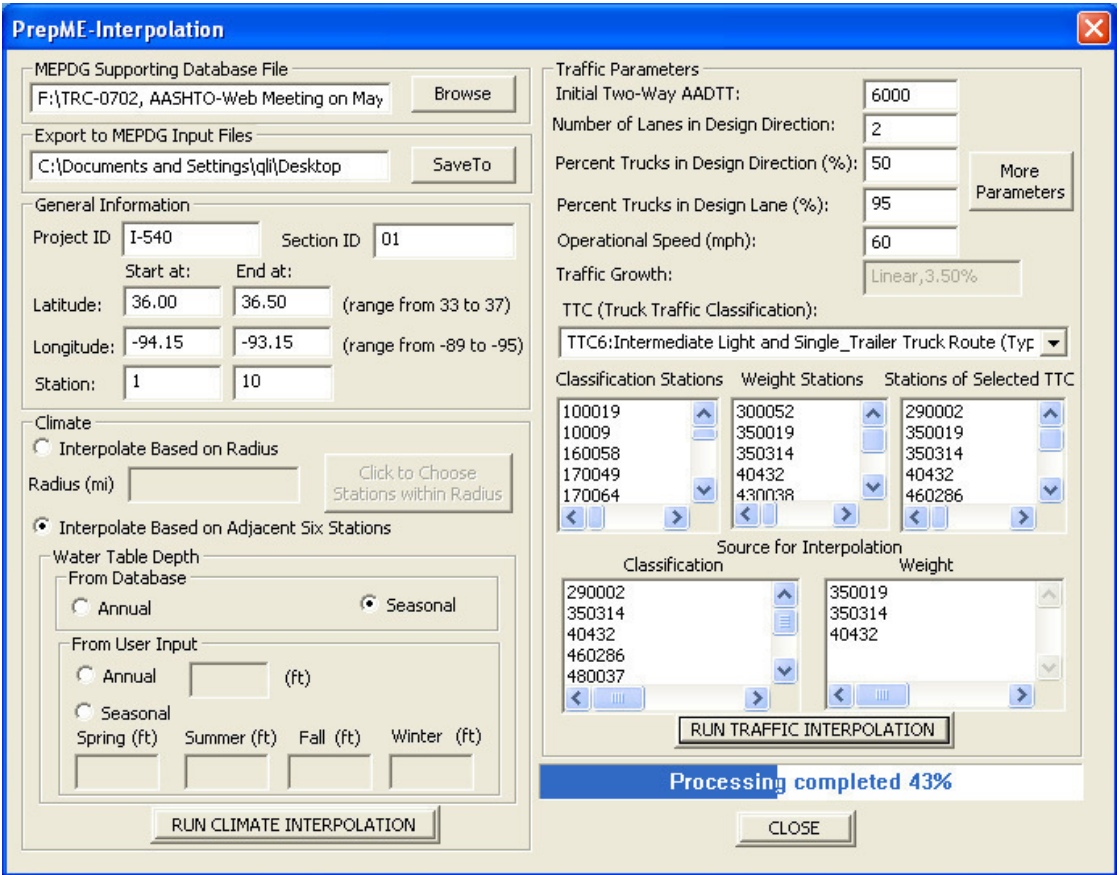 PrepME-Interpolation
MEPDG Supporting Database File
F:\TRC-0702, AASHTO-Web Meeting on May
Browse
Export to MEPDG Input Files
C:\Documents and Settings\qli\Desktop
SaveTo
General Information
Project ID I-540 Section ID 01
Start at: End at:
Latitude: 36.00 36.50 (range from 33 to 37)
Longitude: -94.15 -93.15 (range from -89 to -95)
Station: 1 10
Climate
Interpolate Based on Radius
Radius (mi)
Click to Choose
Stations within Radius
Interpolate Based on Adjacent Six Stations
Water Table Depth
From Database
Annual Seasonal
From User Input
Annual (ft)
Seasonal
Spring (ft) Summer (ft) Fall (ft) Winter (ft)
RUN CLIMATE INTERPOLATION
Traffic Parameters
Initial Two-Way AADTT: 6000
Number of Lanes in Design Direction: 2
Percent Trucks in Design Direction (%): 50
More
Parameters
Percent Trucks in Design Lane (%): 95
Operational Speed (mph): 60
Traffic Growth: Linear,3.50%
TTC (Truck Traffic Classification):
TTC6:Intermediate Light and Single_Trailer Truck Route (Typ
Classification Stations Weight Stations Stations of Selected TTC
100019 300052 290002
10009 350019 350019
160058 350314 350314
170049 40432 40432
170064 430038 460286
Source for Interpolation
Classification Weight
290002 350019
350314 350314
40432 40432
460286
480037
RUN TRAFFIC INTERPOLATION
Processing completed 43%
CLOSE